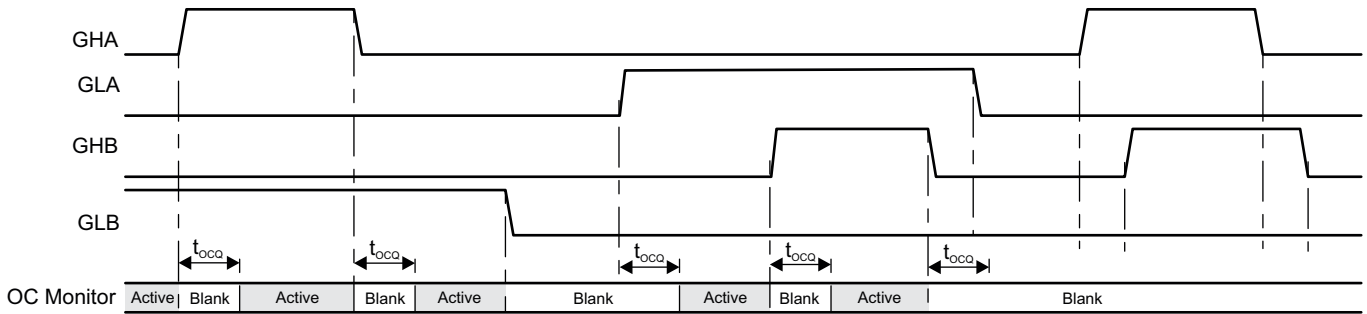 GHA
GLA
GHB
GLB
tOCQ tOCQ tOCQ tOCQ tOCQ
OC Monitor Active Blank Active Blank Active Blank Active Blank Active Blank